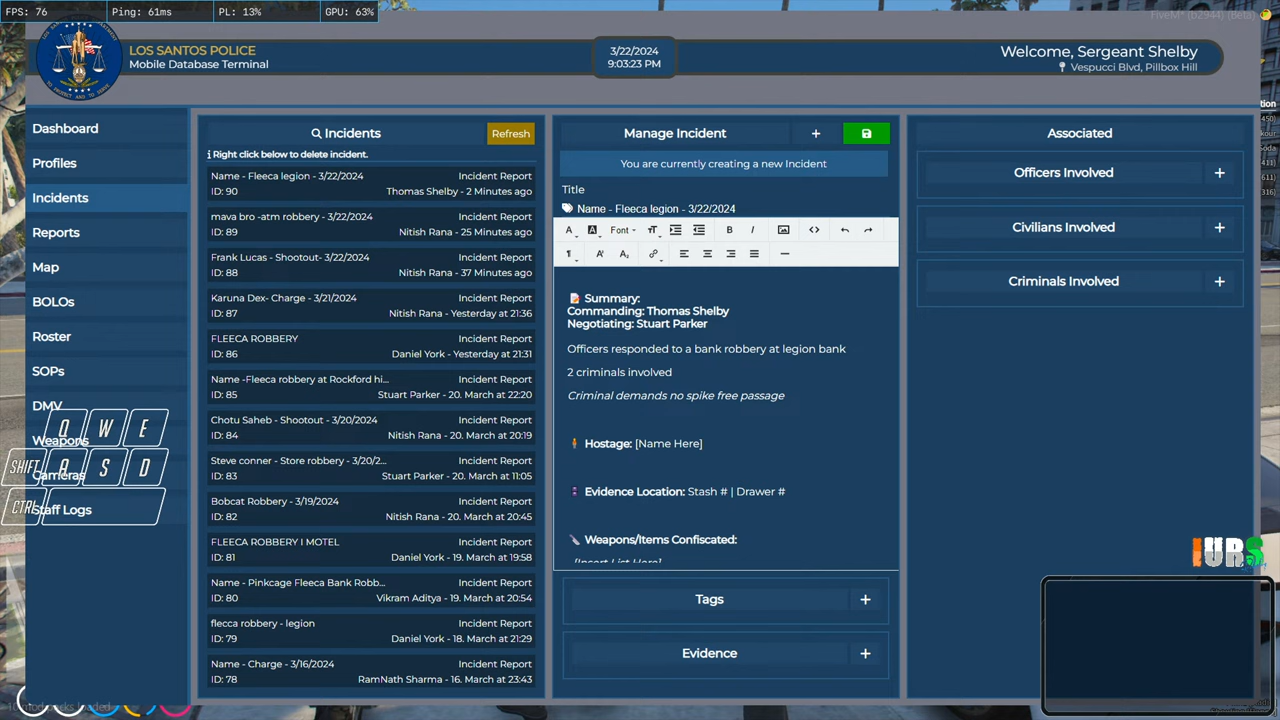 FPS: 76
Ping: 61ms
PL: 13%
GPU: 63%
FiveM* (b2944) (Beta)
LOS SANTOS POLICE
Mobile Database Terminal
3/22/2024
9:03:23 PM
Welcome, Sergeant Shelby
Vespucci Blvd, Pillbox Hill
Dashboard
Profiles
Incidents
Reports
Map
BOLOs
Roster
SOPs
DMV
Weapons
Cameras
Staff Logs
Q W E
SHIFT A S D
CTRL
Incidents
Refresh
Right click below to delete incident.
Name - Fleeca legion - 3/22/2024 Incident Report
ID: 90 Thomas Shelby - 2 Minutes ago
mava bro -atm robbery - 3/22/2024 Incident Report
ID: 89 Nitish Rana - 25 Minutes ago
Frank Lucas - Shootout- 3/22/2024 Incident Report
ID: 88 Nitish Rana - 37 Minutes ago
Karuna Dex- Charge - 3/21/2024 Incident Report
ID: 87 Nitish Rana - Yesterday at 21:36
FLEECA ROBBERY Incident Report
ID: 86 Daniel York - Yesterday at 21:31
Name -Fleeca robbery at Rockford hi... Incident Report
ID: 85 Stuart Parker - 20. March at 22:20
Chotu Saheb - Shootout - 3/20/2024 Incident Report
ID: 84 Nitish Rana - 20. March at 20:19
Steve conner - Store robbery - 3/20/2... Incident Report
ID: 83 Stuart Parker - 20. March at 11:05
Bobcat Robbery - 3/19/2024 Incident Report
ID: 82 Nitish Rana - 20. March at 20:45
FLEECA ROBBERY I MOTEL Incident Report
ID: 81 Daniel York - 19. March at 19:58
Name - Pinkcage Fleeca Bank Robb... Incident Report
ID: 80 Vikram Aditya - 19. March at 20:54
flecca robbery - legion Incident Report
ID: 79 Daniel York - 18. March at 21:29
Name - Charge - 3/16/2024 Incident Report
ID: 78 RamNath Sharma - 16. March at 23:43
Manage Incident
You are currently creating a new Incident
Title
Name - Fleeca legion - 3/22/2024
Font
Summary:
Commanding: Thomas Shelby
Negotiating: Stuart Parker
Officers responded to a bank robbery at legion bank
2 criminals involved
Criminal demands no spike free passage
Hostage: [Name Here]
Evidence Location: Stash # | Drawer #
Weapons/Items Confiscated:
[Insert List Here]
Tags
Evidence
Associated
Officers Involved
Civilians Involved
Criminals Involved
IURS